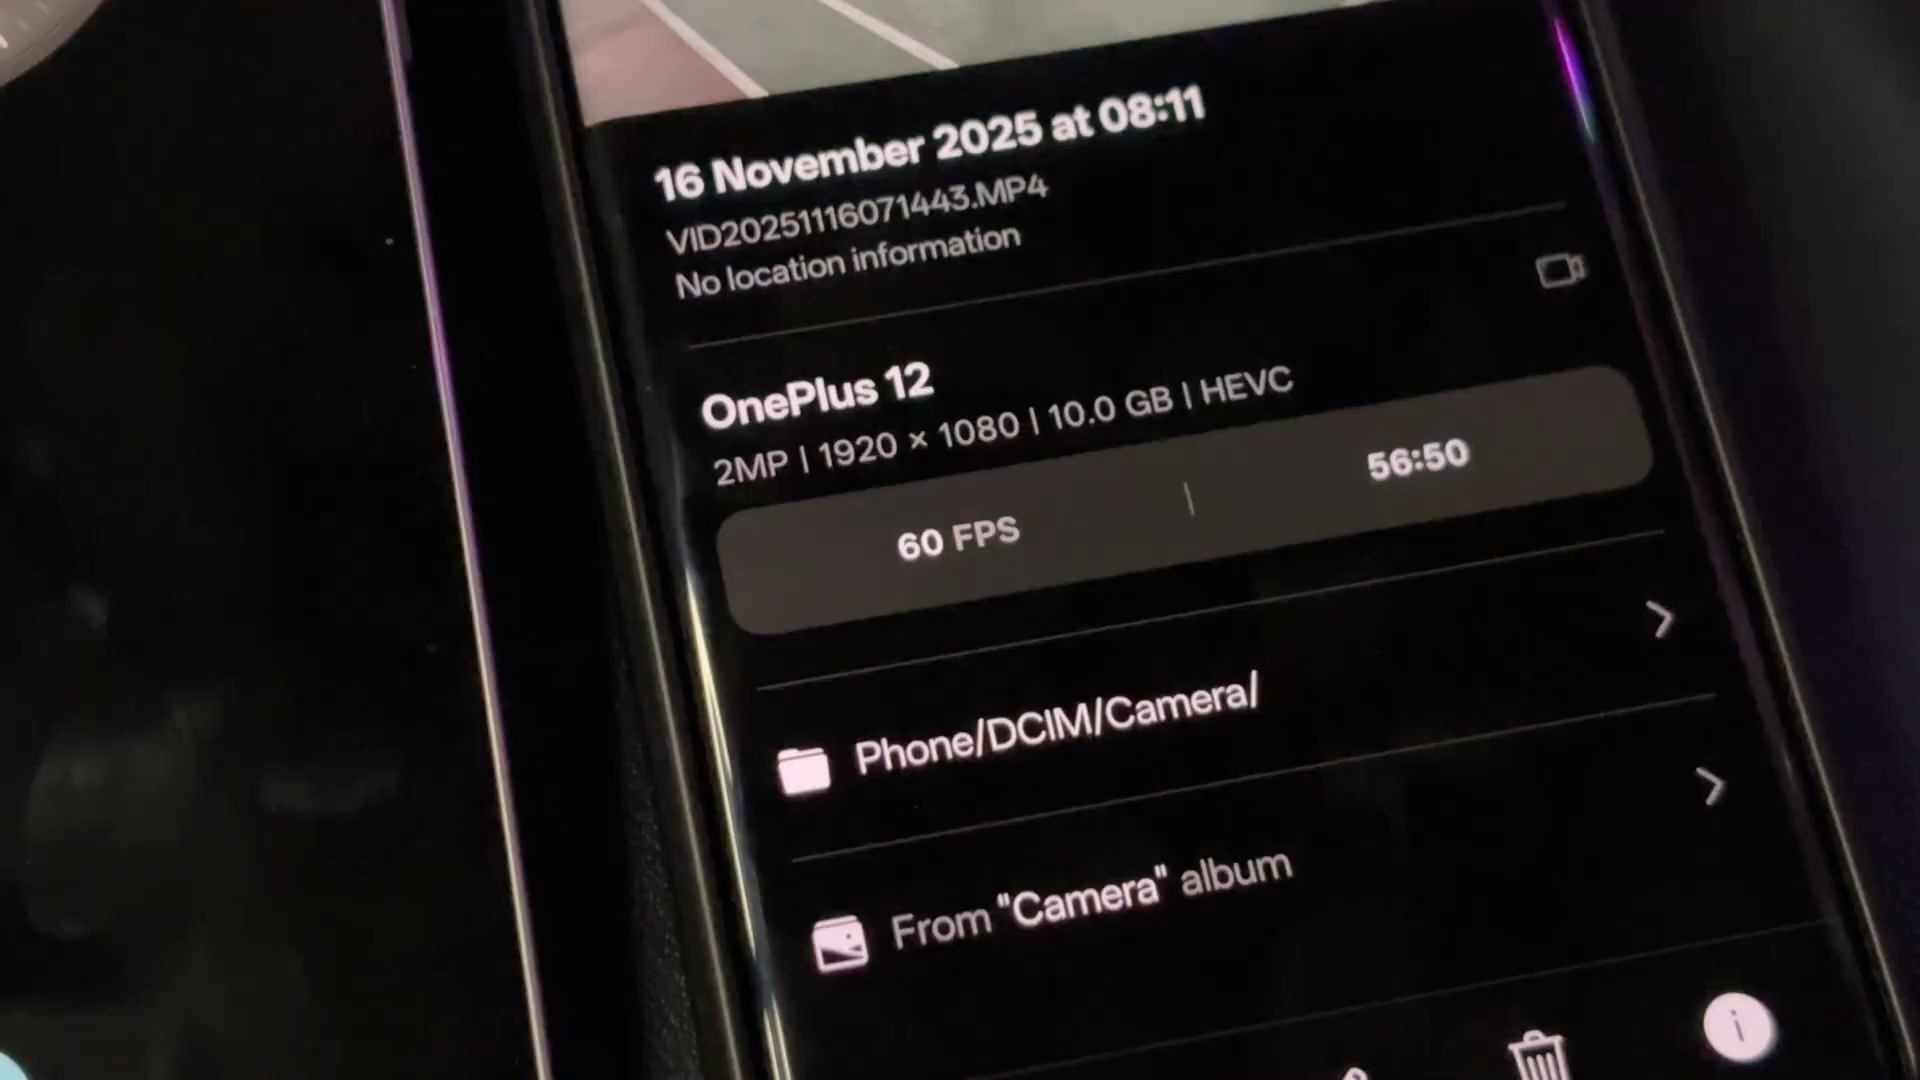 16 November 2025 at 08:11
VID20251116071443.MP4
No location information
OnePlus 12
2MP | 1920 × 1080 | 10.0 GB | HEVC
60 FPS | 56:50
Phone/DCIM/Camera/
From "Camera" album